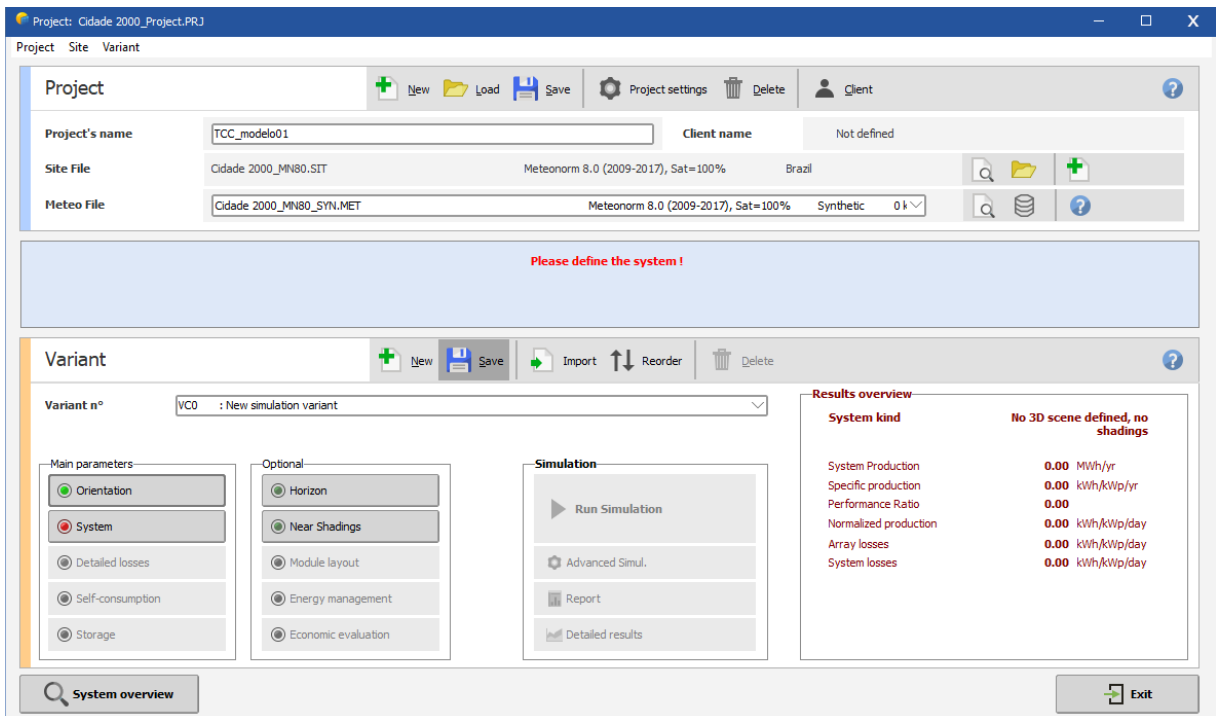 Project: Cidade 2000_Project.PRJ
Project Site Variant
Project New Load Save Project settings Delete Client
Project's name TCC_modelo01 Client name Not defined
Site File Cidade 2000_MN80.SIT Meteonorm 8.0 (2009-2017), Sat=100% Brazil
Meteo File Cidade 2000_MN80_SYN.MET Meteonorm 8.0 (2009-2017), Sat=100% Synthetic 0 k
Please define the system !
Variant New Save Import Reorder Delete
Variant n° VC0 : New simulation variant
Main parameters
Orientation
System
Detailed losses
Self-consumption
Storage
Optional
Horizon
Near Shadings
Module layout
Energy management
Economic evaluation
Simulation
Run Simulation
Advanced Simul.
Report
Detailed results
Results overview
System kind No 3D scene defined, no
shadings
System Production 0.00 MWh/yr
Specific production 0.00 kWh/kWp/yr
Performance Ratio 0.00
Normalized production 0.00 kWh/kWp/day
Array losses 0.00 kWh/kWp/day
System losses 0.00 kWh/kWp/day
System overview
Exit